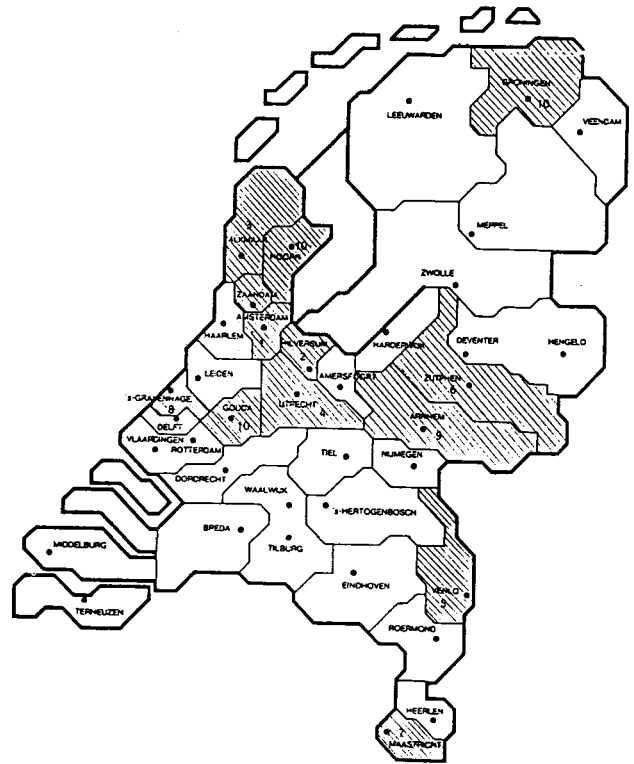 GRONINGEN
10
LEEUWARDEN
VEENDAM
MEPPEL
3
ALKMAAR
10
HOORN
ZWOLLE
ZAANDAM
AMSTERDAM
1
HAARLEM
HILVERSUM
2
HARDERWIJK
DEVENTER
HENGELO
AMERSFOORT
LEIDEN
ZUTPHEN
6
's-GRAVENHAGE
8
UTRECHT
4
GOUDA
10
DELFT
ARNHEM
9
VLAARDINGEN
ROTTERDAM
TIEL
NIJMEGEN
DORDRECHT
WAALWIJK
's-HERTOGENBOSCH
BREDA
TILBURG
MIDDELBURG
EINDHOVEN
VENLO
5
TERNEUZEN
ROERMOND
HEERLEN
7
MAASTRICHT